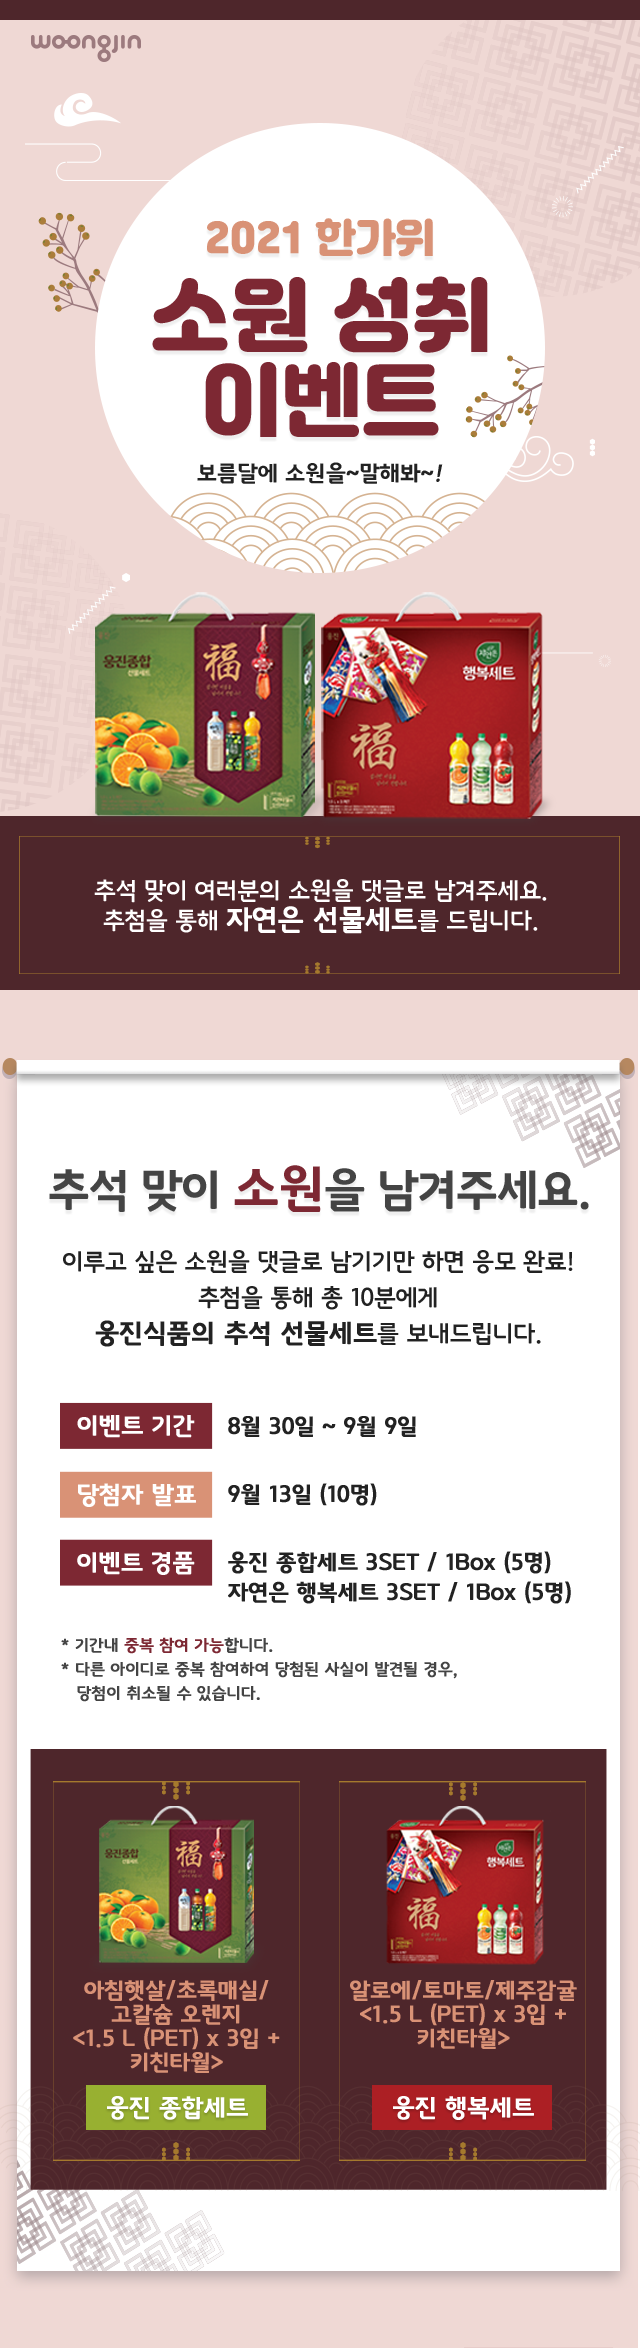 woongjin
2021 한가위
소원 성취
이벤트
보름달에 소원을~말해봐~!
웅진종합
선물세트
福
자연은
행복세트
福
추석 맞이 여러분의 소원을 댓글로 남겨주세요.
추첨을 통해 자연은 선물세트를 드립니다.
추석 맞이 소원을 남겨주세요.
이루고 싶은 소원을 댓글로 남기기만 하면 응모 완료!
추첨을 통해 총 10분에게
웅진식품의 추석 선물세트를 보내드립니다.
이벤트 기간 8월 30일 ~ 9월 9일
당첨자 발표 9월 13일 (10명)
이벤트 경품 웅진 종합세트 3SET / 1Box (5명)
자연은 행복세트 3SET / 1Box (5명)
* 기간내 중복 참여 가능합니다.
* 다른 아이디로 중복 참여하여 당첨된 사실이 발견될 경우,
당첨이 취소될 수 있습니다.
웅진종합
선물세트
福
아침햇살/초록매실/
고칼슘 오렌지
<1.5 L (PET) x 3입 +
키친타월>
웅진 종합세트
행복세트
福
알로에/토마토/제주감귤
<1.5 L (PET) x 3입 +
키친타월>
웅진 행복세트